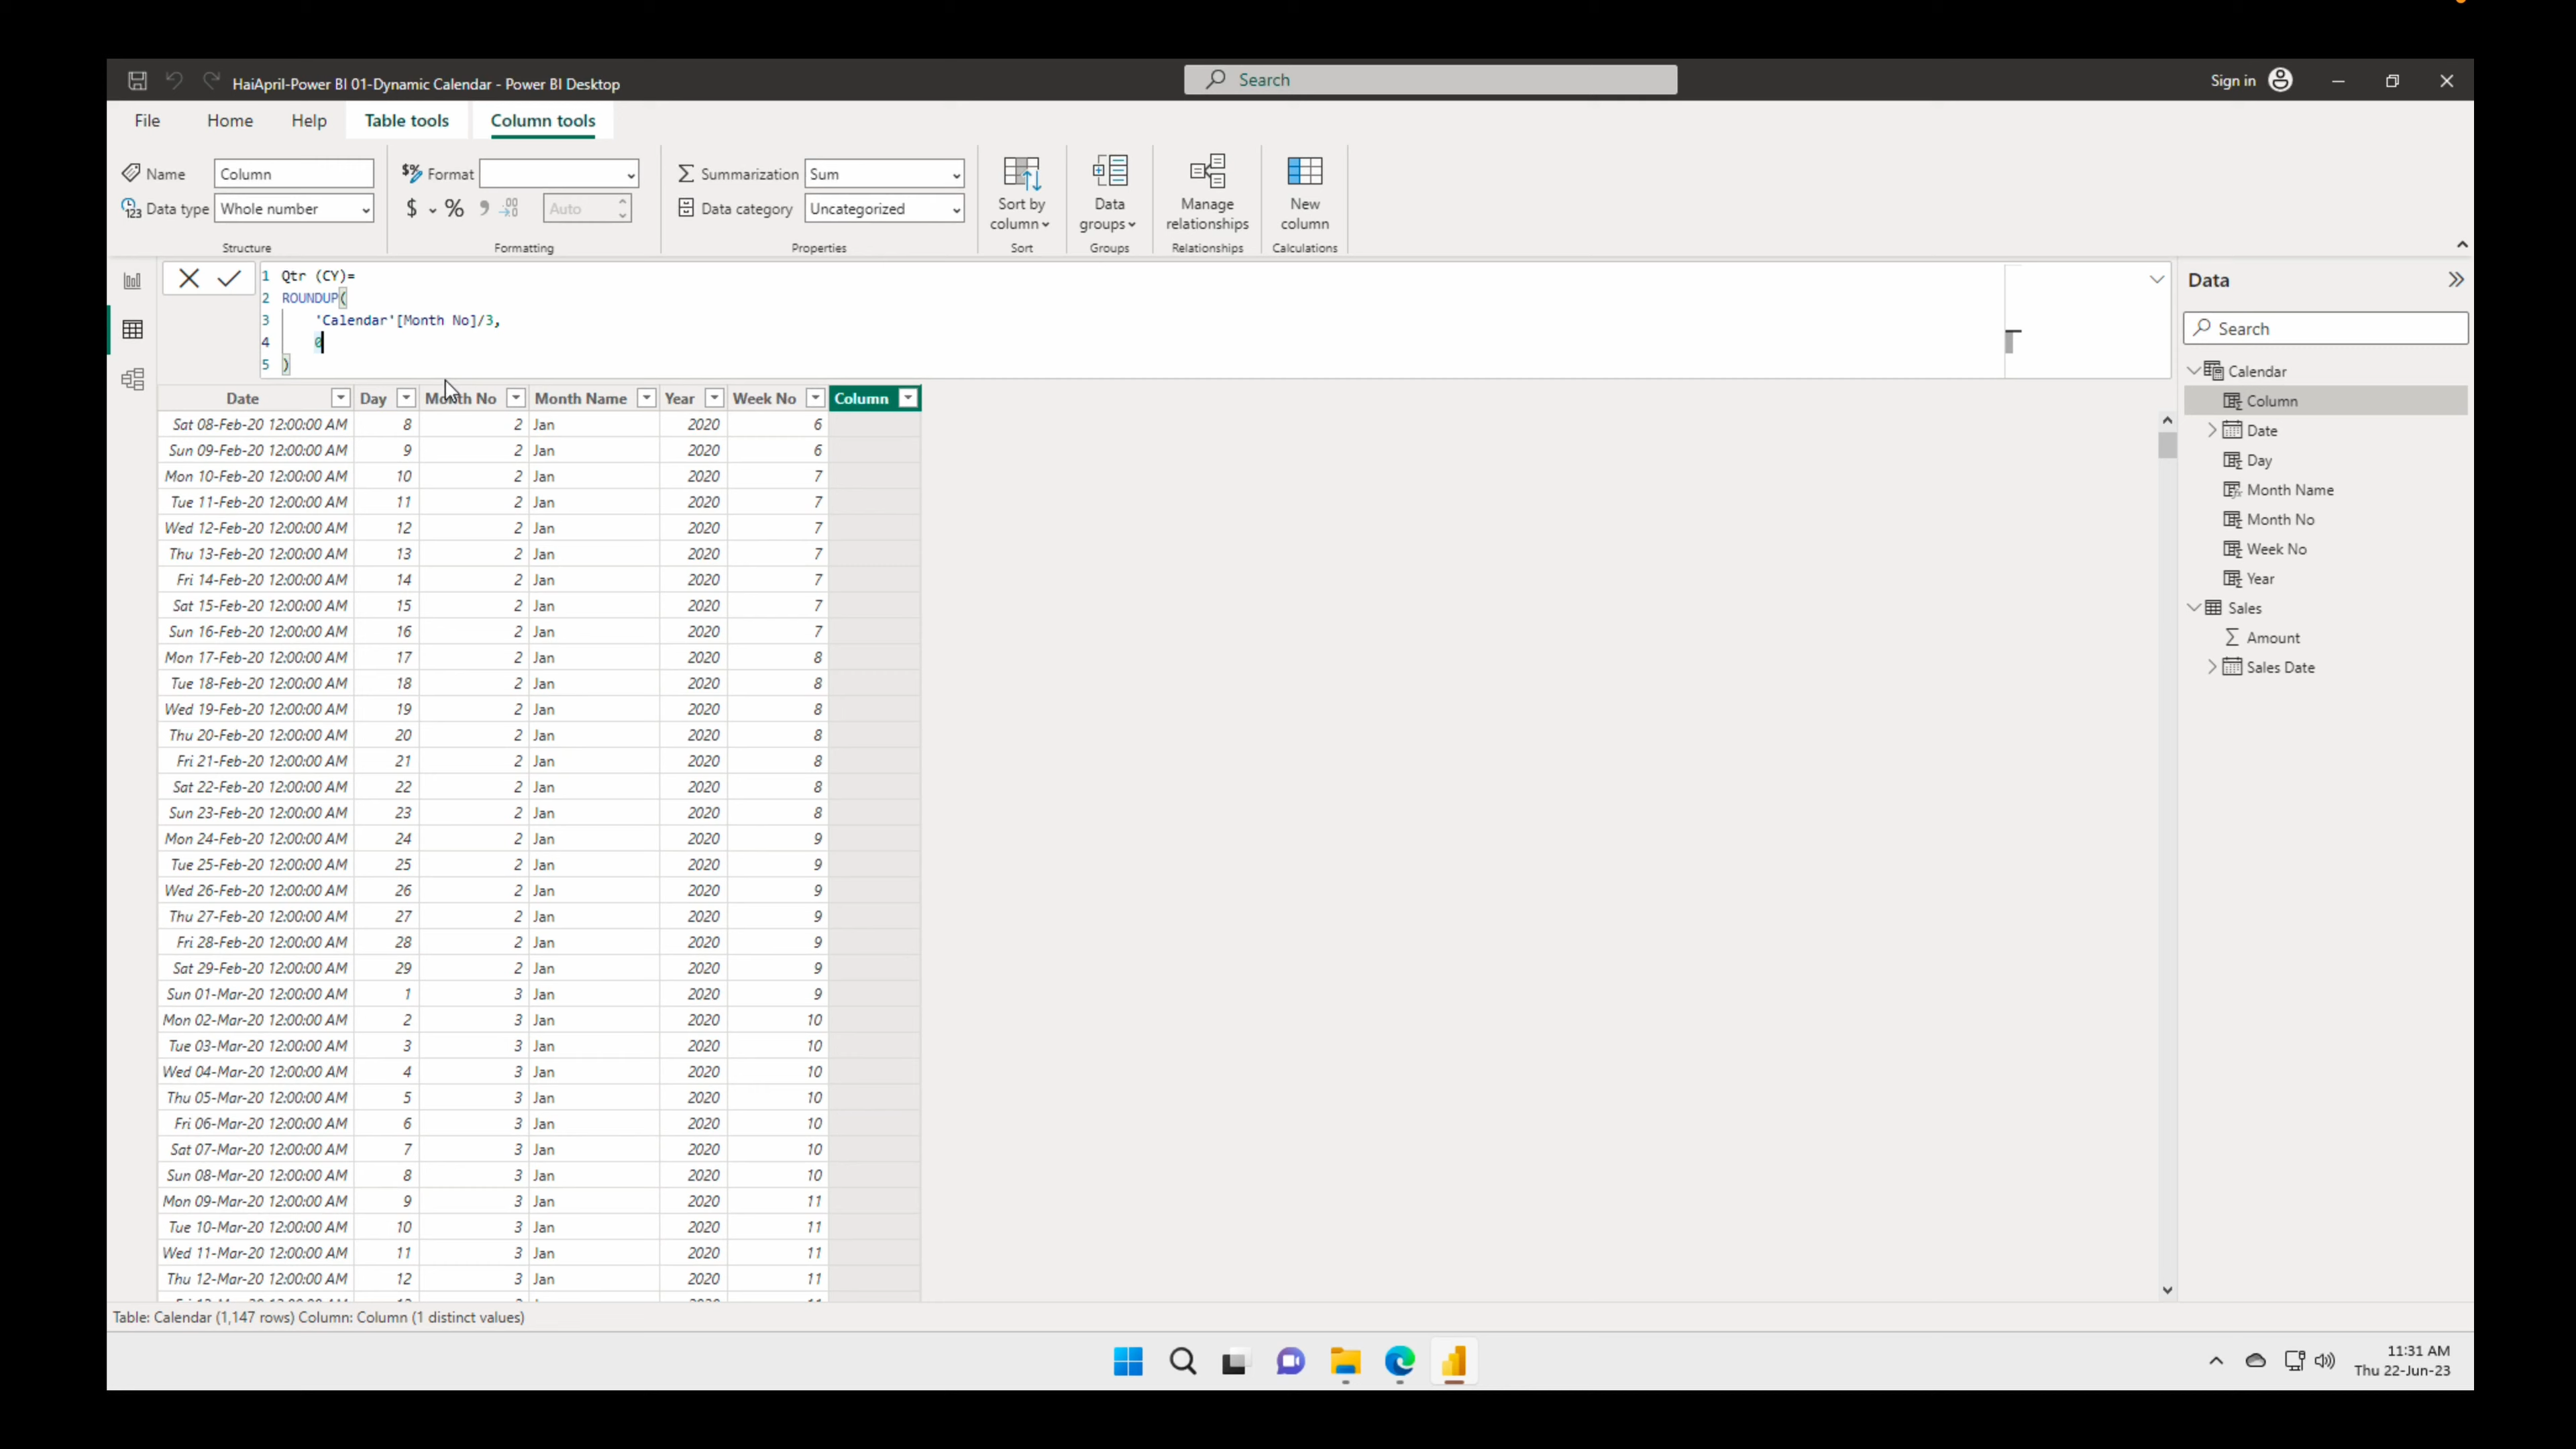 HaiApril-Power BI 01-Dynamic Calendar - Power BI Desktop
Search
Sign in
File Home Help Table tools Column tools
Name Column
Data type Whole number
Structure
Format
$ % Auto
Formatting
Summarization Sum
Data category Uncategorized
Properties
Sort by column
Sort
Data groups
Groups
Manage relationships
Relationships
New column
Calculations
1 Qtr (CY)=
2 ROUNDUP(
3 'Calendar'[Month No]/3,
4 0
5 )
Date Day Month No Month Name Year Week No Column
Sat 08-Feb-20 12:00:00 AM 8 2 Jan 2020 6
Sun 09-Feb-20 12:00:00 AM 9 2 Jan 2020 6
Mon 10-Feb-20 12:00:00 AM 10 2 Jan 2020 7
Tue 11-Feb-20 12:00:00 AM 11 2 Jan 2020 7
Wed 12-Feb-20 12:00:00 AM 12 2 Jan 2020 7
Thu 13-Feb-20 12:00:00 AM 13 2 Jan 2020 7
Fri 14-Feb-20 12:00:00 AM 14 2 Jan 2020 7
Sat 15-Feb-20 12:00:00 AM 15 2 Jan 2020 7
Sun 16-Feb-20 12:00:00 AM 16 2 Jan 2020 7
Mon 17-Feb-20 12:00:00 AM 17 2 Jan 2020 8
Tue 18-Feb-20 12:00:00 AM 18 2 Jan 2020 8
Wed 19-Feb-20 12:00:00 AM 19 2 Jan 2020 8
Thu 20-Feb-20 12:00:00 AM 20 2 Jan 2020 8
Fri 21-Feb-20 12:00:00 AM 21 2 Jan 2020 8
Sat 22-Feb-20 12:00:00 AM 22 2 Jan 2020 8
Sun 23-Feb-20 12:00:00 AM 23 2 Jan 2020 8
Mon 24-Feb-20 12:00:00 AM 24 2 Jan 2020 9
Tue 25-Feb-20 12:00:00 AM 25 2 Jan 2020 9
Wed 26-Feb-20 12:00:00 AM 26 2 Jan 2020 9
Thu 27-Feb-20 12:00:00 AM 27 2 Jan 2020 9
Fri 28-Feb-20 12:00:00 AM 28 2 Jan 2020 9
Sat 29-Feb-20 12:00:00 AM 29 2 Jan 2020 9
Sun 01-Mar-20 12:00:00 AM 1 3 Jan 2020 9
Mon 02-Mar-20 12:00:00 AM 2 3 Jan 2020 10
Tue 03-Mar-20 12:00:00 AM 3 3 Jan 2020 10
Wed 04-Mar-20 12:00:00 AM 4 3 Jan 2020 10
Thu 05-Mar-20 12:00:00 AM 5 3 Jan 2020 10
Fri 06-Mar-20 12:00:00 AM 6 3 Jan 2020 10
Sat 07-Mar-20 12:00:00 AM 7 3 Jan 2020 10
Sun 08-Mar-20 12:00:00 AM 8 3 Jan 2020 10
Mon 09-Mar-20 12:00:00 AM 9 3 Jan 2020 11
Tue 10-Mar-20 12:00:00 AM 10 3 Jan 2020 11
Wed 11-Mar-20 12:00:00 AM 11 3 Jan 2020 11
Thu 12-Mar-20 12:00:00 AM 12 3 Jan 2020 11
Data
Search
Calendar
Column
Date
Day
Month Name
Month No
Week No
Year
Sales
Amount
Sales Date
Table: Calendar (1,147 rows) Column: Column (1 distinct values)
11:31 AM
Thu 22-Jun-23